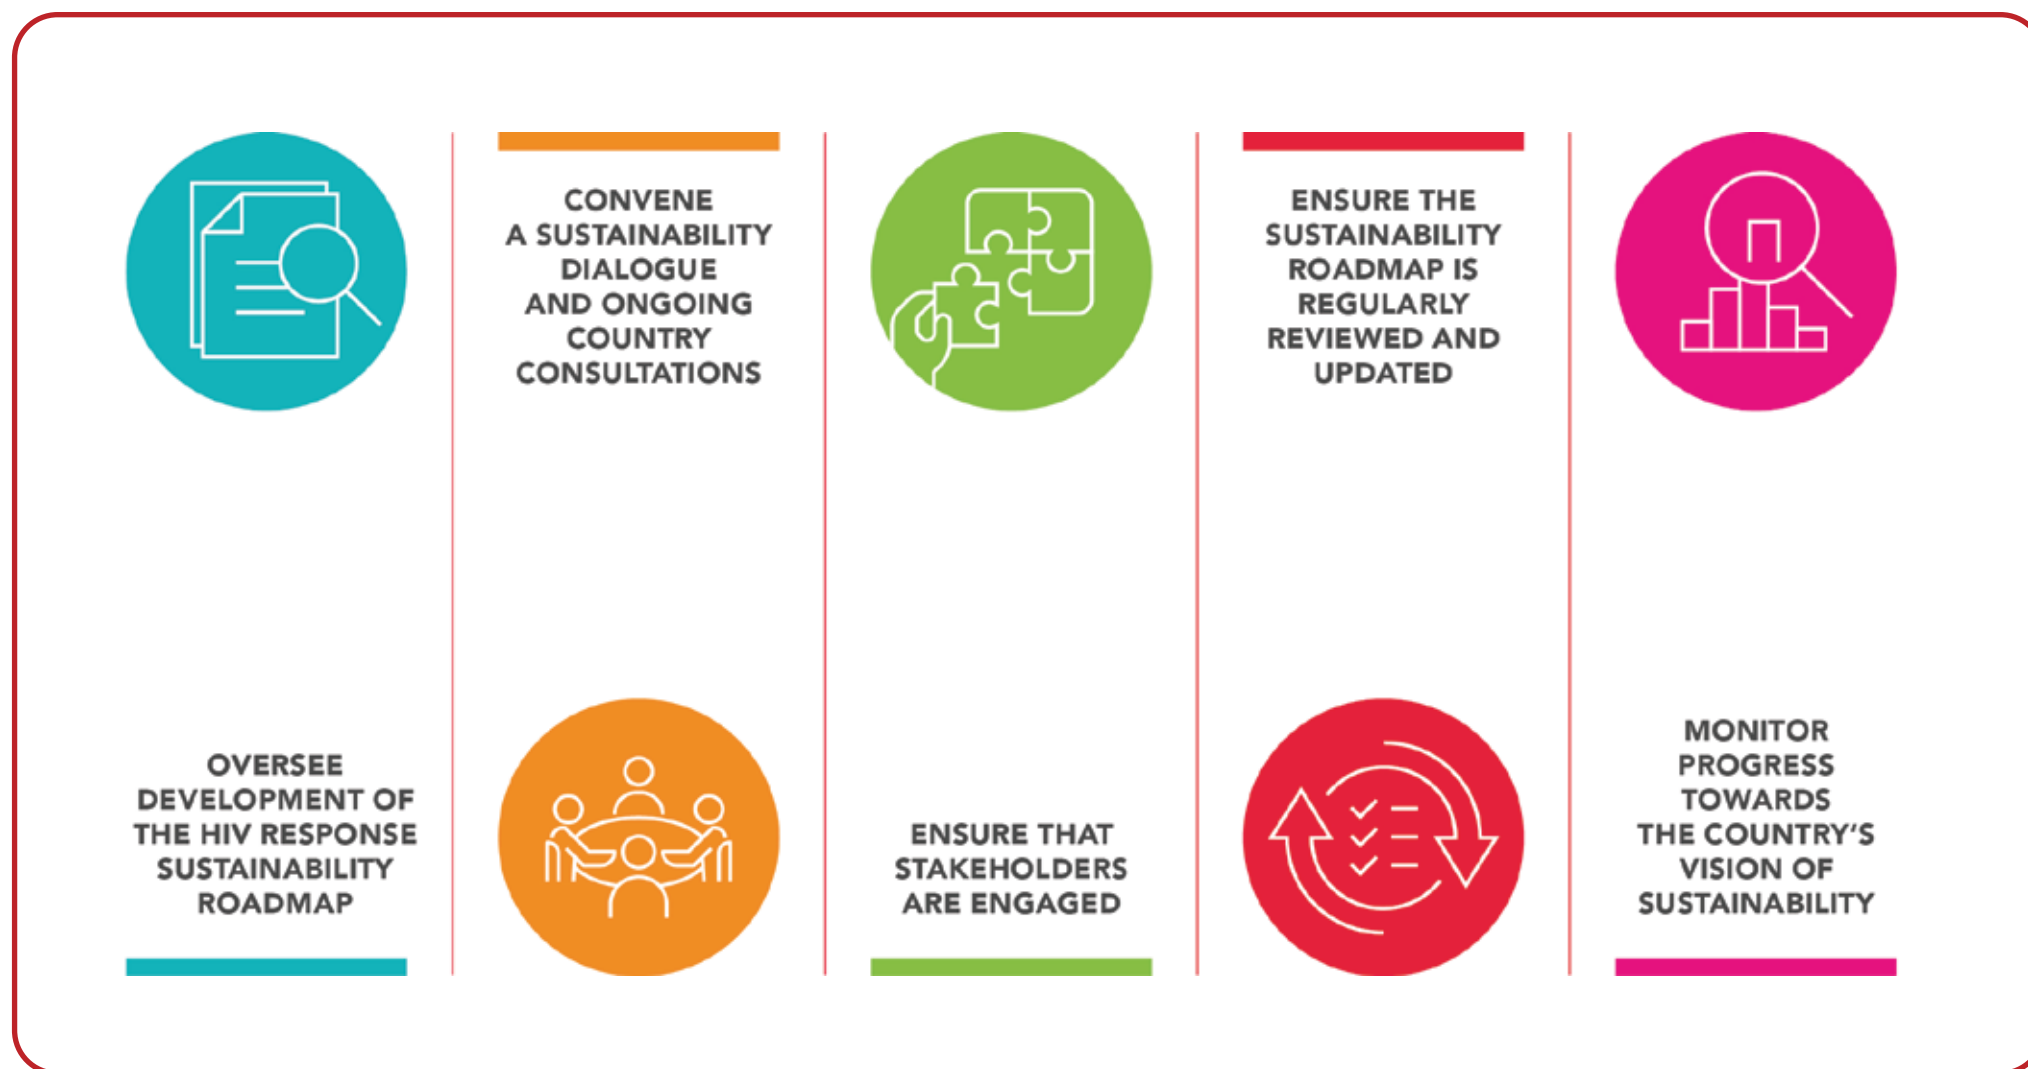 OVERSEE
DEVELOPMENT OF
THE HIV RESPONSE
SUSTAINABILITY
ROADMAP
CONVENE
A SUSTAINABILITY
DIALOGUE
AND ONGOING
COUNTRY
CONSULTATIONS
ENSURE THAT
STAKEHOLDERS
ARE ENGAGED
ENSURE THE
SUSTAINABILITY
ROADMAP IS
REGULARLY
REVIEWED AND
UPDATED
MONITOR
PROGRESS
TOWARDS
THE COUNTRY'S
VISION OF
SUSTAINABILITY